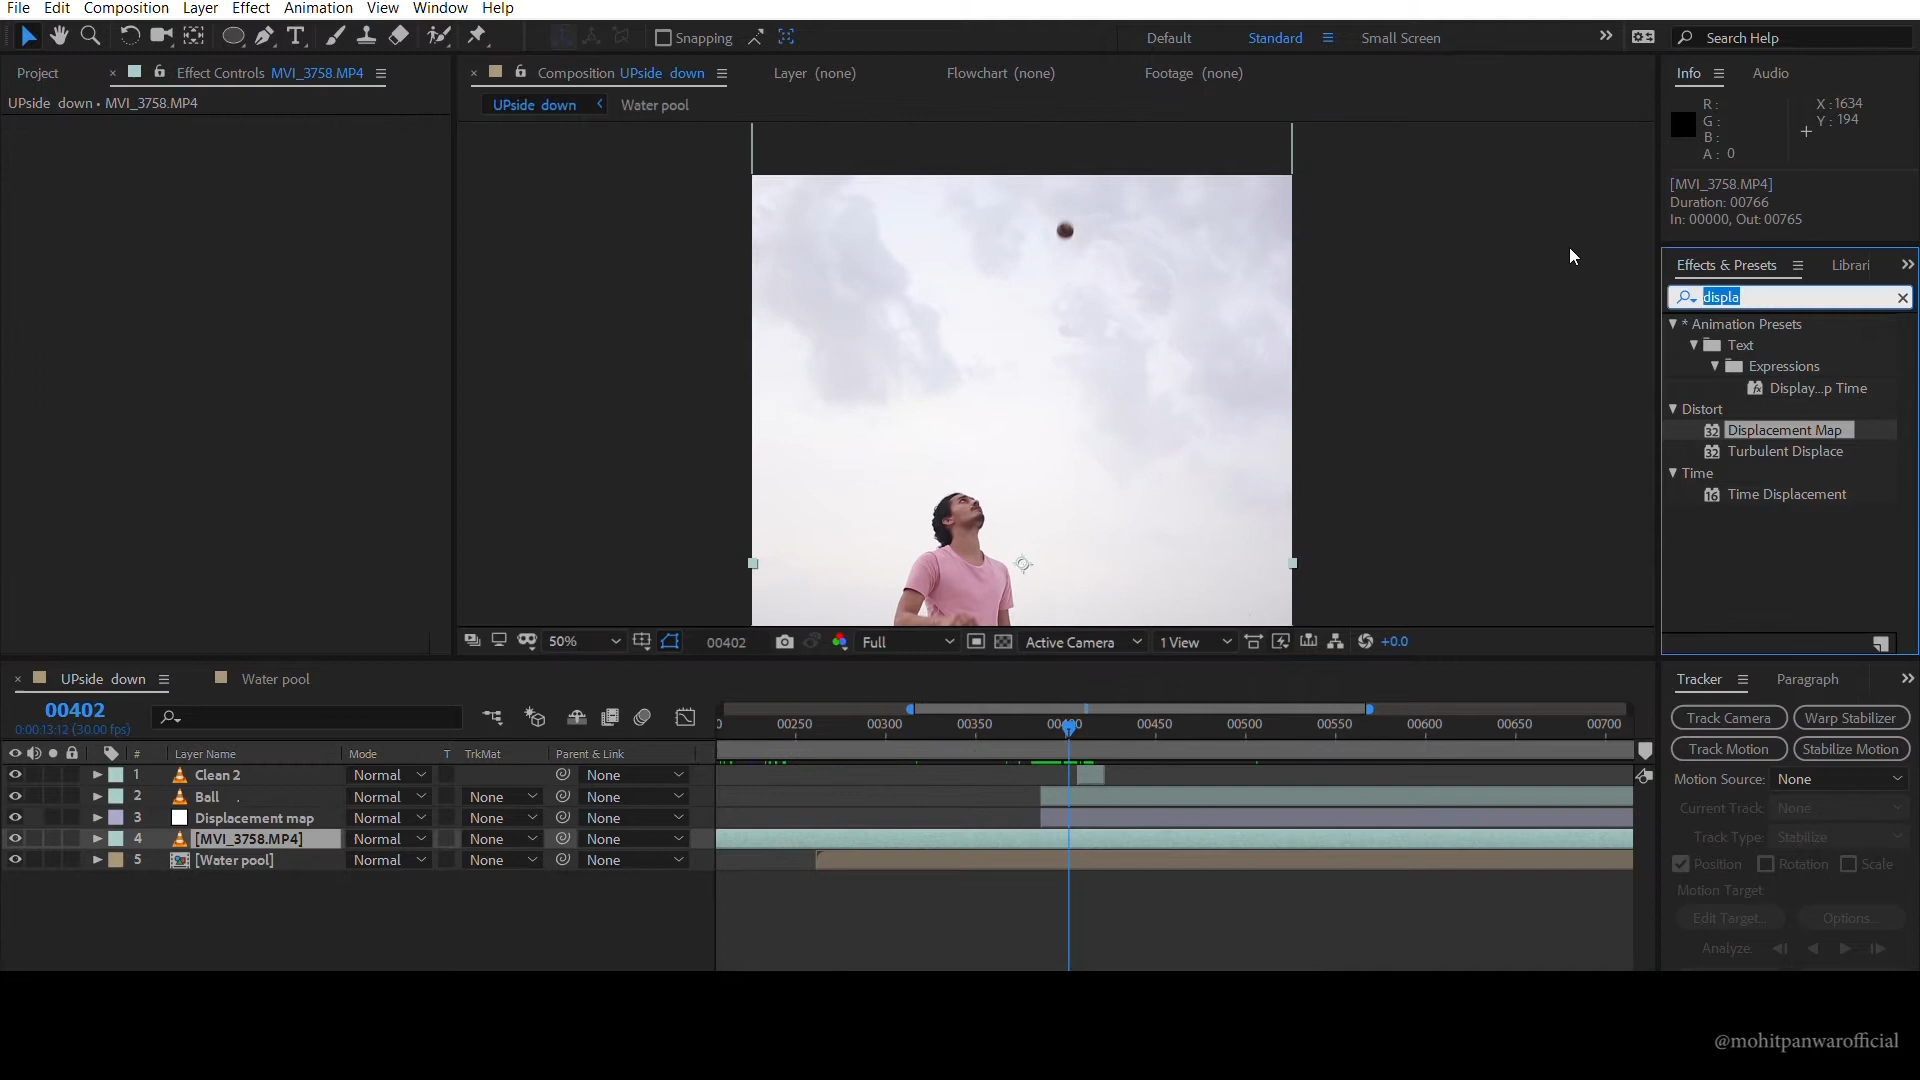 File Edit Composition Layer Effect Animation View Window Help
Snapping Default Standard Small Screen Search Help
Project Effect Controls MVI_3758.MP4 Composition UPside down Layer (none) Flowchart (none) Footage (none) Info Audio
UPside down • MVI_3758.MP4
UPside down Water pool
R :
G :
B :
A : 0
X : 1634
Y : 194
[MVI_3758.MP4]
Duration: 00766
In: 00000, Out: 00765
Effects & Presets Librari
displa
* Animation Presets
Text
Expressions
Display...p Time
Distort
32 Displacement Map
32 Turbulent Displace
Time
16 Time Displacement
50% 00402 Full Active Camera 1 View +0.0
UPside down Water pool
00402
0:00:13:12 (30.00 fps)
0 00250 00300 00350 00400 00450 00500 00550 00600 00650 00700
# Layer Name Mode T TrkMat Parent & Link
1 Clean 2 Normal None
2 Ball . Normal None None
3 Displacement map Normal None None
4 [MVI_3758.MP4] Normal None None
5 [Water pool] Normal None None
Tracker Paragraph
Track Camera Warp Stabilizer
Track Motion Stabilize Motion
Motion Source: None
Current Track: None
Track Type: Stabilize
Position Rotation Scale
Motion Target:
Edit Target... Options...
Analyze:
@mohitpanwarofficial